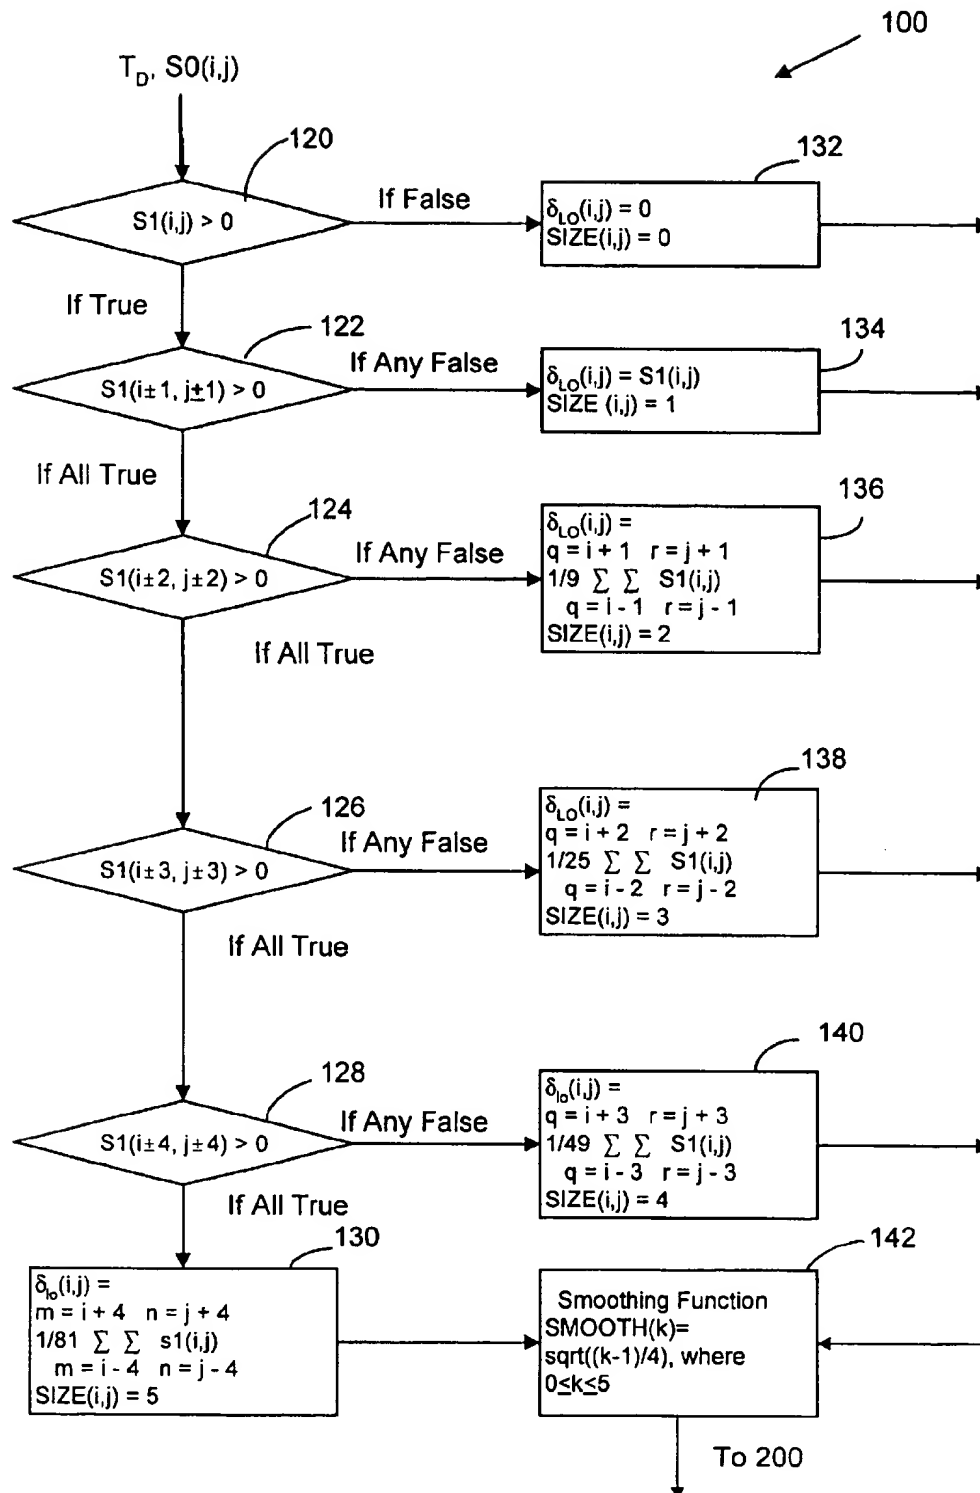 100
T_D, S0(i,j)
120
S1(i,j) > 0
If False
132
δ_LO(i,j) = 0
SIZE(i,j) = 0
If True
122
S1(i±1, j±1) > 0
If Any False
134
δ_LO(i,j) = S1(i,j)
SIZE (i,j) = 1
If All True
124
S1(i±2, j±2) > 0
If Any False
136
δ_LO(i,j) =
q = i + 1 r = j + 1
1/9 Σ Σ S1(i,j)
q = i - 1 r = j - 1
SIZE(i,j) = 2
If All True
126
S1(i±3, j±3) > 0
If Any False
138
δ_LO(i,j) =
q = i + 2 r = j + 2
1/25 Σ Σ S1(i,j)
q = i - 2 r = j - 2
SIZE(i,j) = 3
If All True
128
S1(i±4, j±4) > 0
If Any False
140
δ_lo(i,j) =
q = i + 3 r = j + 3
1/49 Σ Σ S1(i,j)
q = i - 3 r = j - 3
SIZE(i,j) = 4
If All True
130
δ_lo(i,j) =
m = i + 4 n = j + 4
1/81 Σ Σ s1(i,j)
m = i - 4 n = j - 4
SIZE(i,j) = 5
142
Smoothing Function
SMOOTH(k)=
sqrt((k-1)/4), where
0≤k≤5
To 200